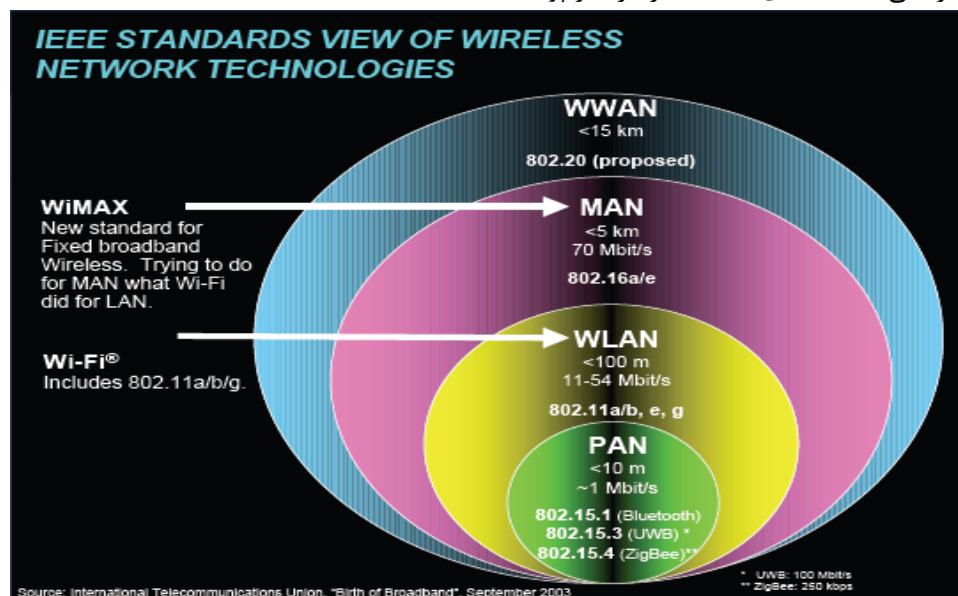 IEEE STANDARDS VIEW OF WIRELESS
NETWORK TECHNOLOGIES
WWAN
<15 km
802.20 (proposed)
WiMAX
New standard for
Fixed broadband
Wireless. Trying to do
for MAN what Wi-Fi
did for LAN.
MAN
<5 km
70 Mbit/s
802.16a/e
Wi-Fi®
Includes 802.11a/b/g.
WLAN
<100 m
11-54 Mbit/s
802.11a/b, e, g
PAN
<10 m
~1 Mbit/s
802.15.1 (Bluetooth)
802.15.3 (UWB) *
802.15.4 (ZigBee)**
* UWB: 100 Mbit/s
** ZigBee: 250 kbps
Source: International Telecommunications Union, "Birth of Broadband", September 2003